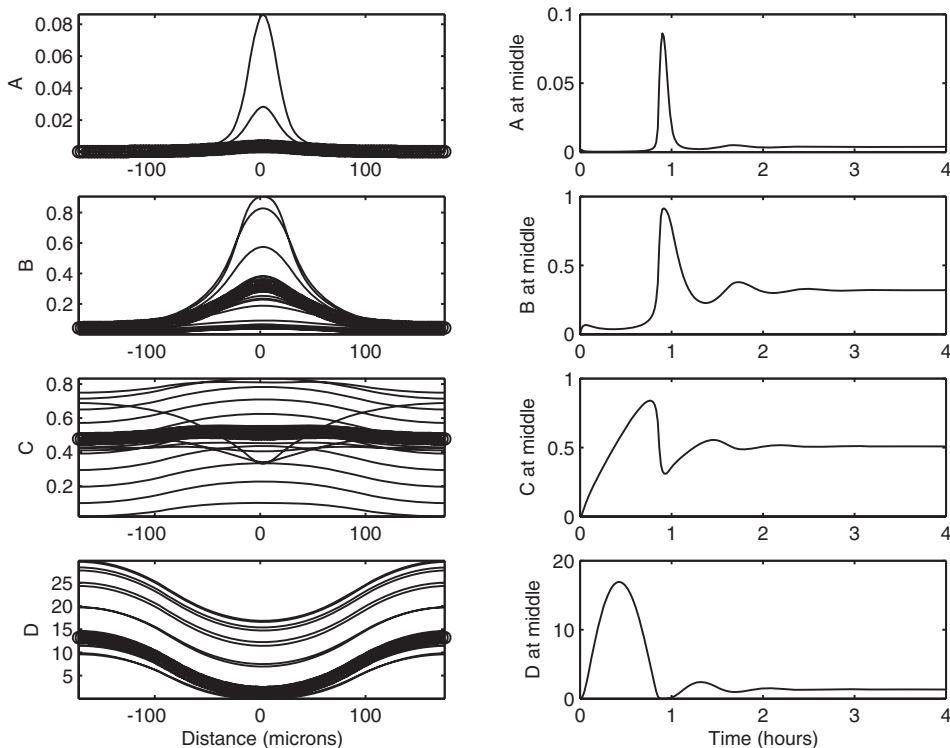 0.08
0.06
0.04
0.02
A
-100 0 100
0.1
0.05
0
A at middle
0 1 2 3 4
0.8
0.6
0.4
0.2
B
-100 0 100
1
0.5
0
B at middle
0 1 2 3 4
0.8
0.6
0.4
0.2
C
-100 0 100
1
0.5
0
C at middle
0 1 2 3 4
25
20
15
10
5
D
-100 0 100
Distance (microns)
20
10
0
D at middle
0 1 2 3 4
Time (hours)